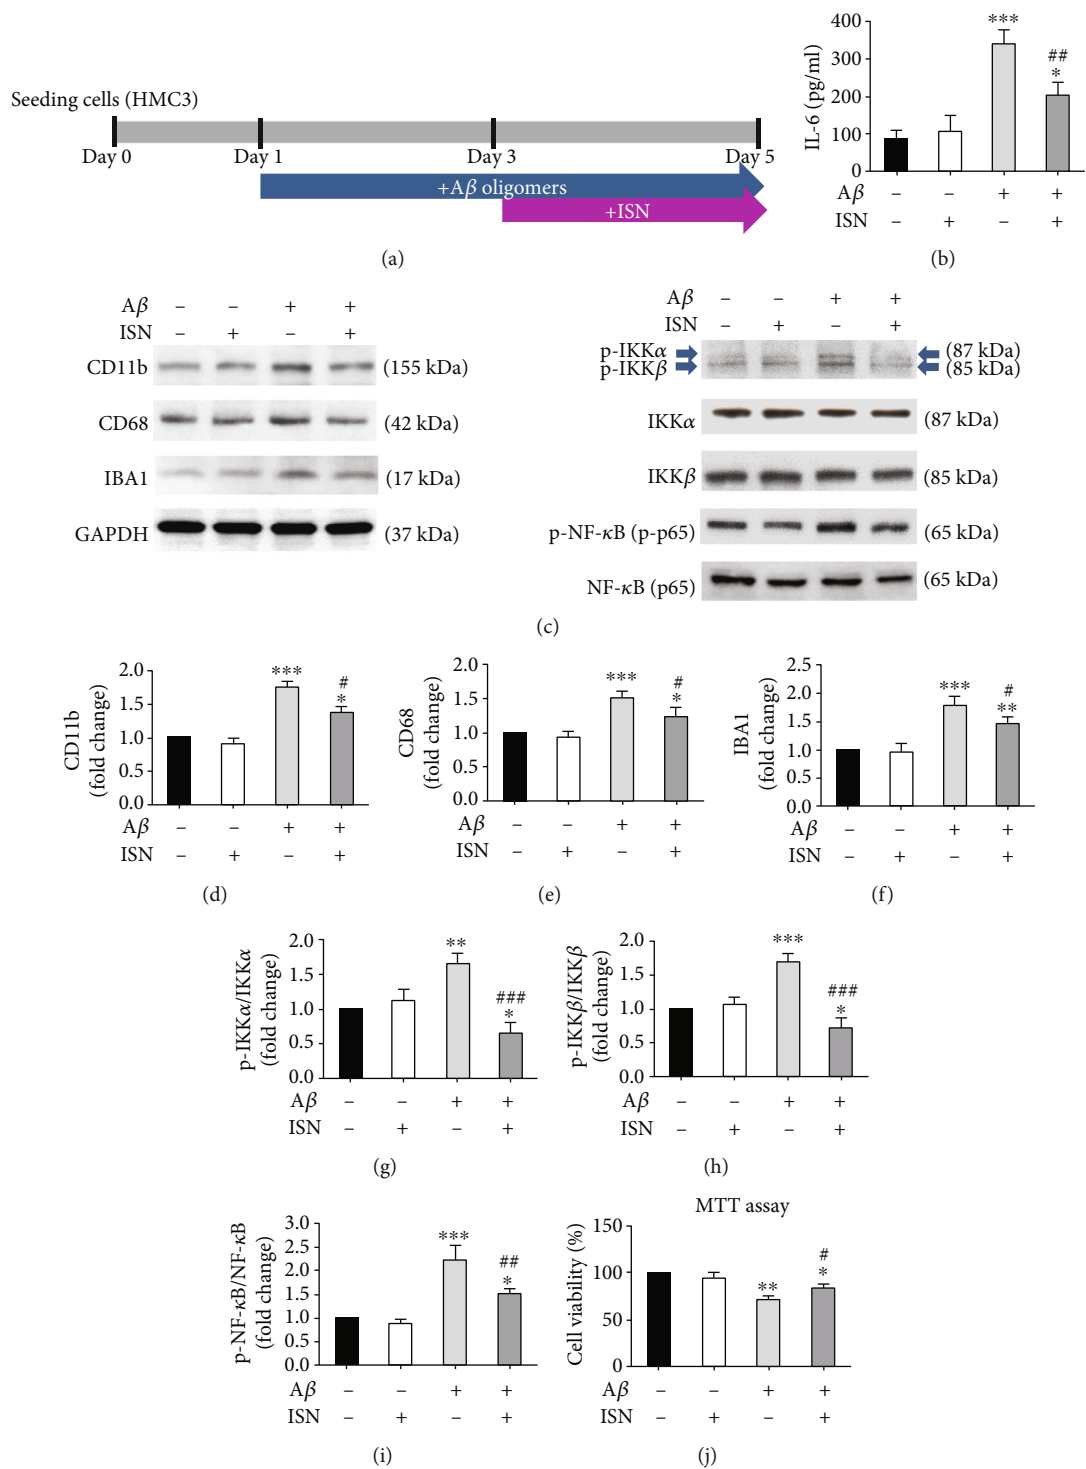 Seeding cells (HMC3)
Day 0 Day 1 Day 3 Day 5
+Aβ oligomers
+ISN
(a)
IL-6 (pg/ml)
400
300
200
100
0
***
##
*
Aβ – – + +
ISN – + – +
(b)
Aβ – – + +
ISN – + – +
CD11b (155 kDa)
CD68 (42 kDa)
IBA1 (17 kDa)
GAPDH (37 kDa)
Aβ – – + +
ISN – + – +
p-IKKα (87 kDa)
p-IKKβ (85 kDa)
IKKα (87 kDa)
IKKβ (85 kDa)
p-NF-κB (p-p65) (65 kDa)
NF-κB (p65) (65 kDa)
(c)
CD11b
(fold change)
2.0
1.5
1.0
0.5
0.0
***
#
*
Aβ – – + +
ISN – + – +
(d)
CD68
(fold change)
2.0
1.5
1.0
0.5
0.0
***
#
*
Aβ – – + +
ISN – + – +
(e)
IBA1
(fold change)
2.5
2.0
1.5
1.0
0.5
0.0
***
#
**
Aβ – – + +
ISN – + – +
(f)
p-IKKα/IKKα
(fold change)
2.0
1.5
1.0
0.5
0.0
**
###
*
Aβ – – + +
ISN – + – +
(g)
p-IKKβ/IKKβ
(fold change)
2.0
1.5
1.0
0.5
0.0
***
###
*
Aβ – – + +
ISN – + – +
(h)
p-NF-κB/NF-κB
(fold change)
3.0
2.5
2.0
1.5
1.0
0.5
0.0
***
##
*
Aβ – – + +
ISN – + – +
(i)
MTT assay
Cell viability (%)
150
100
50
0
**
#
*
Aβ – – + +
ISN – + – +
(j)